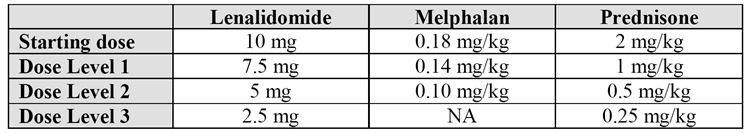 Lenalidomide Melphalan Prednisone
Starting dose 10 mg 0.18 mg/kg 2 mg/kg
Dose Level 1 7.5 mg 0.14 mg/kg 1 mg/kg
Dose Level 2 5 mg 0.10 mg/kg 0.5 mg/kg
Dose Level 3 2.5 mg NA 0.25 mg/kg